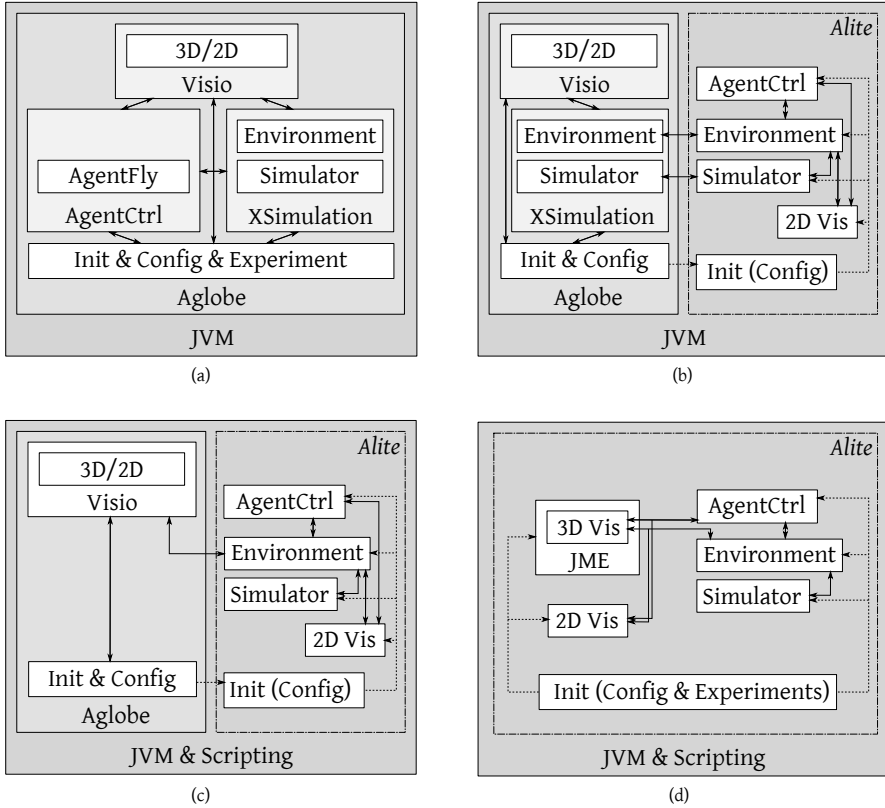 3D/2D
Visio
Environment
AgentFly
Simulator
AgentCtrl
XSimulation
Init & Config & Experiment
Aglobe
JVM
(a)
Alite
3D/2D
Visio
AgentCtrl
Environment
Environment
Simulator
Simulator
XSimulation
2D Vis
Init & Config
Init (Config)
Aglobe
JVM
(b)
Alite
3D/2D
Visio
AgentCtrl
Environment
Simulator
2D Vis
Init & Config
Init (Config)
Aglobe
JVM & Scripting
(c)
Alite
AgentCtrl
3D Vis
Environment
JME
Simulator
2D Vis
Init (Config & Experiments)
JVM & Scripting
(d)